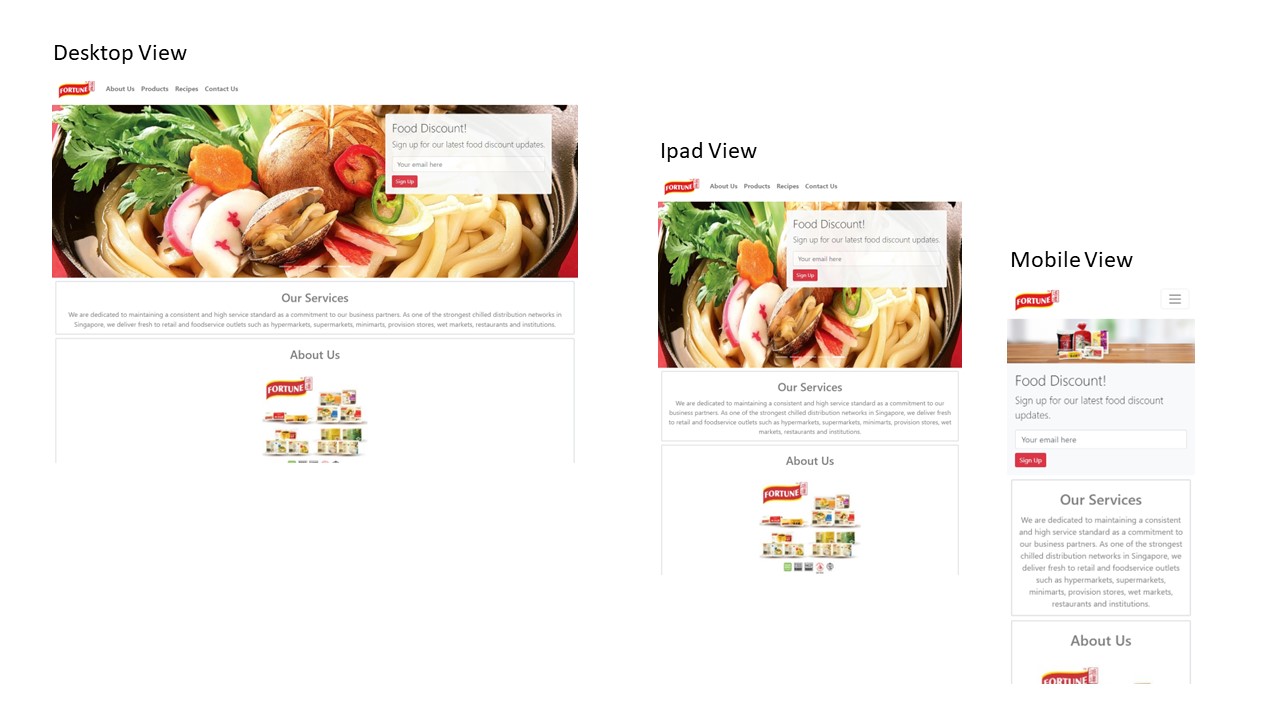 Desktop View
FORTUNE
About Us Products Recipes Contact Us
Food Discount!
Sign up for our latest food discount updates.
Your email here
Sign Up
Our Services
We are dedicated to maintaining a consistent and high service standard as a commitment to our business partners. As one of the strongest chilled distribution networks in
Singapore, we deliver fresh to retail and foodservice outlets such as hypermarkets, supermarkets, minimarts, provision stores, wet markets, restaurants and institutions.
About Us
FORTUNE
Ipad View
FORTUNE
About Us Products Recipes Contact Us
Food Discount!
Sign up for our latest food discount updates.
Your email here
Sign Up
Our Services
We are dedicated to maintaining a consistent and high service standard as a commitment to our
business partners. As one of the strongest chilled distribution networks in Singapore, we deliver fresh
to retail and foodservice outlets such as hypermarkets, supermarkets, minimarts, provision stores, wet
markets, restaurants and institutions.
About Us
FORTUNE
Mobile View
FORTUNE
Food Discount!
Sign up for our latest food discount
updates.
Your email here
Sign Up
Our Services
We are dedicated to maintaining a consistent
and high service standard as a commitment to
our business partners. As one of the strongest
chilled distribution networks in Singapore, we
deliver fresh to retail and foodservice outlets
such as hypermarkets, supermarkets,
minimarts, provision stores, wet markets,
restaurants and institutions.
About Us
FORTUNE